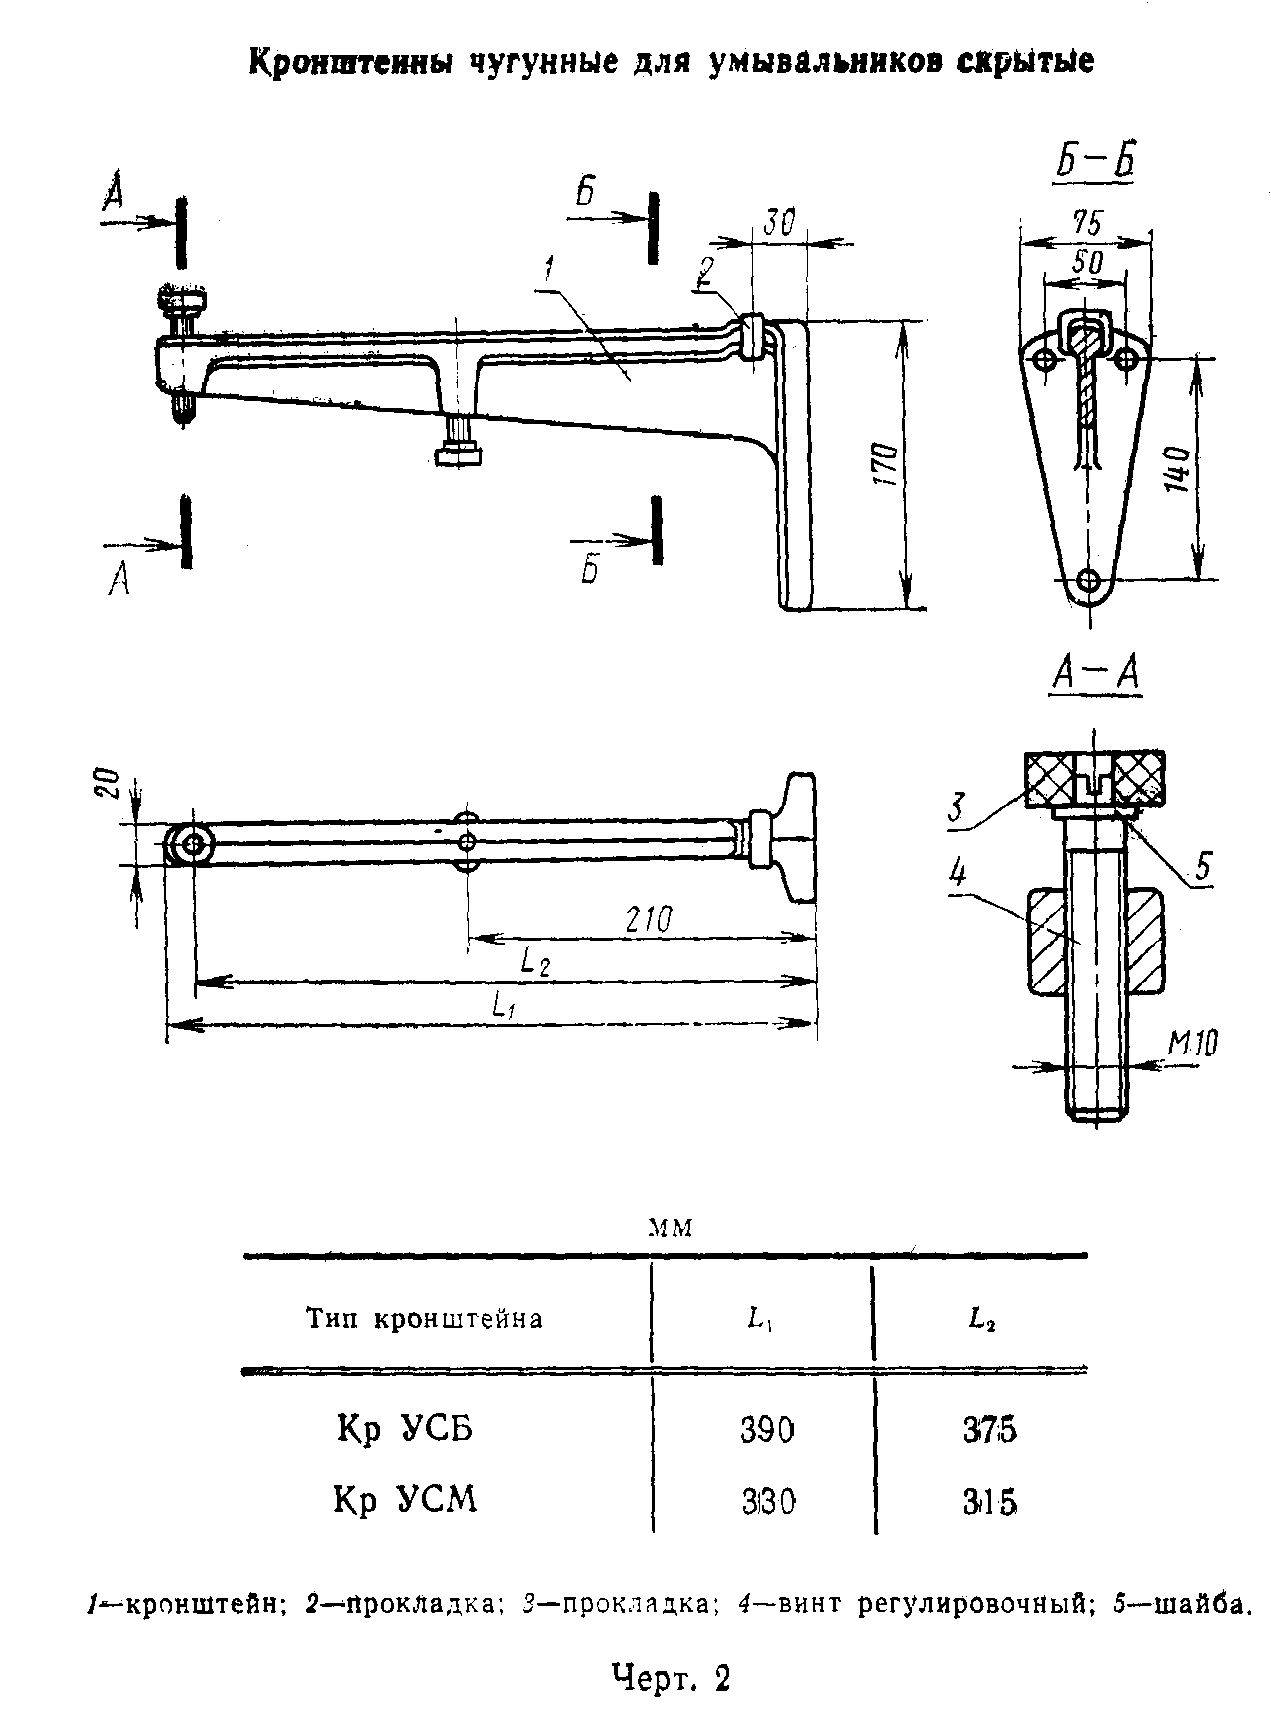 Кронштейны чугунные для умывальников скрытые
А
Б
Б–Б
30
75
50
1
2
170
140
А
Б
А–А
20
3
5
4
210
L2
L1
М10
мм
Тип кронштейна L1 L2
Кр УСБ 390 375
Кр УСМ 330 315
1—кронштейн; 2—прокладка; 3—прокладка; 4—винт регулировочный; 5—шайба.
Черт. 2